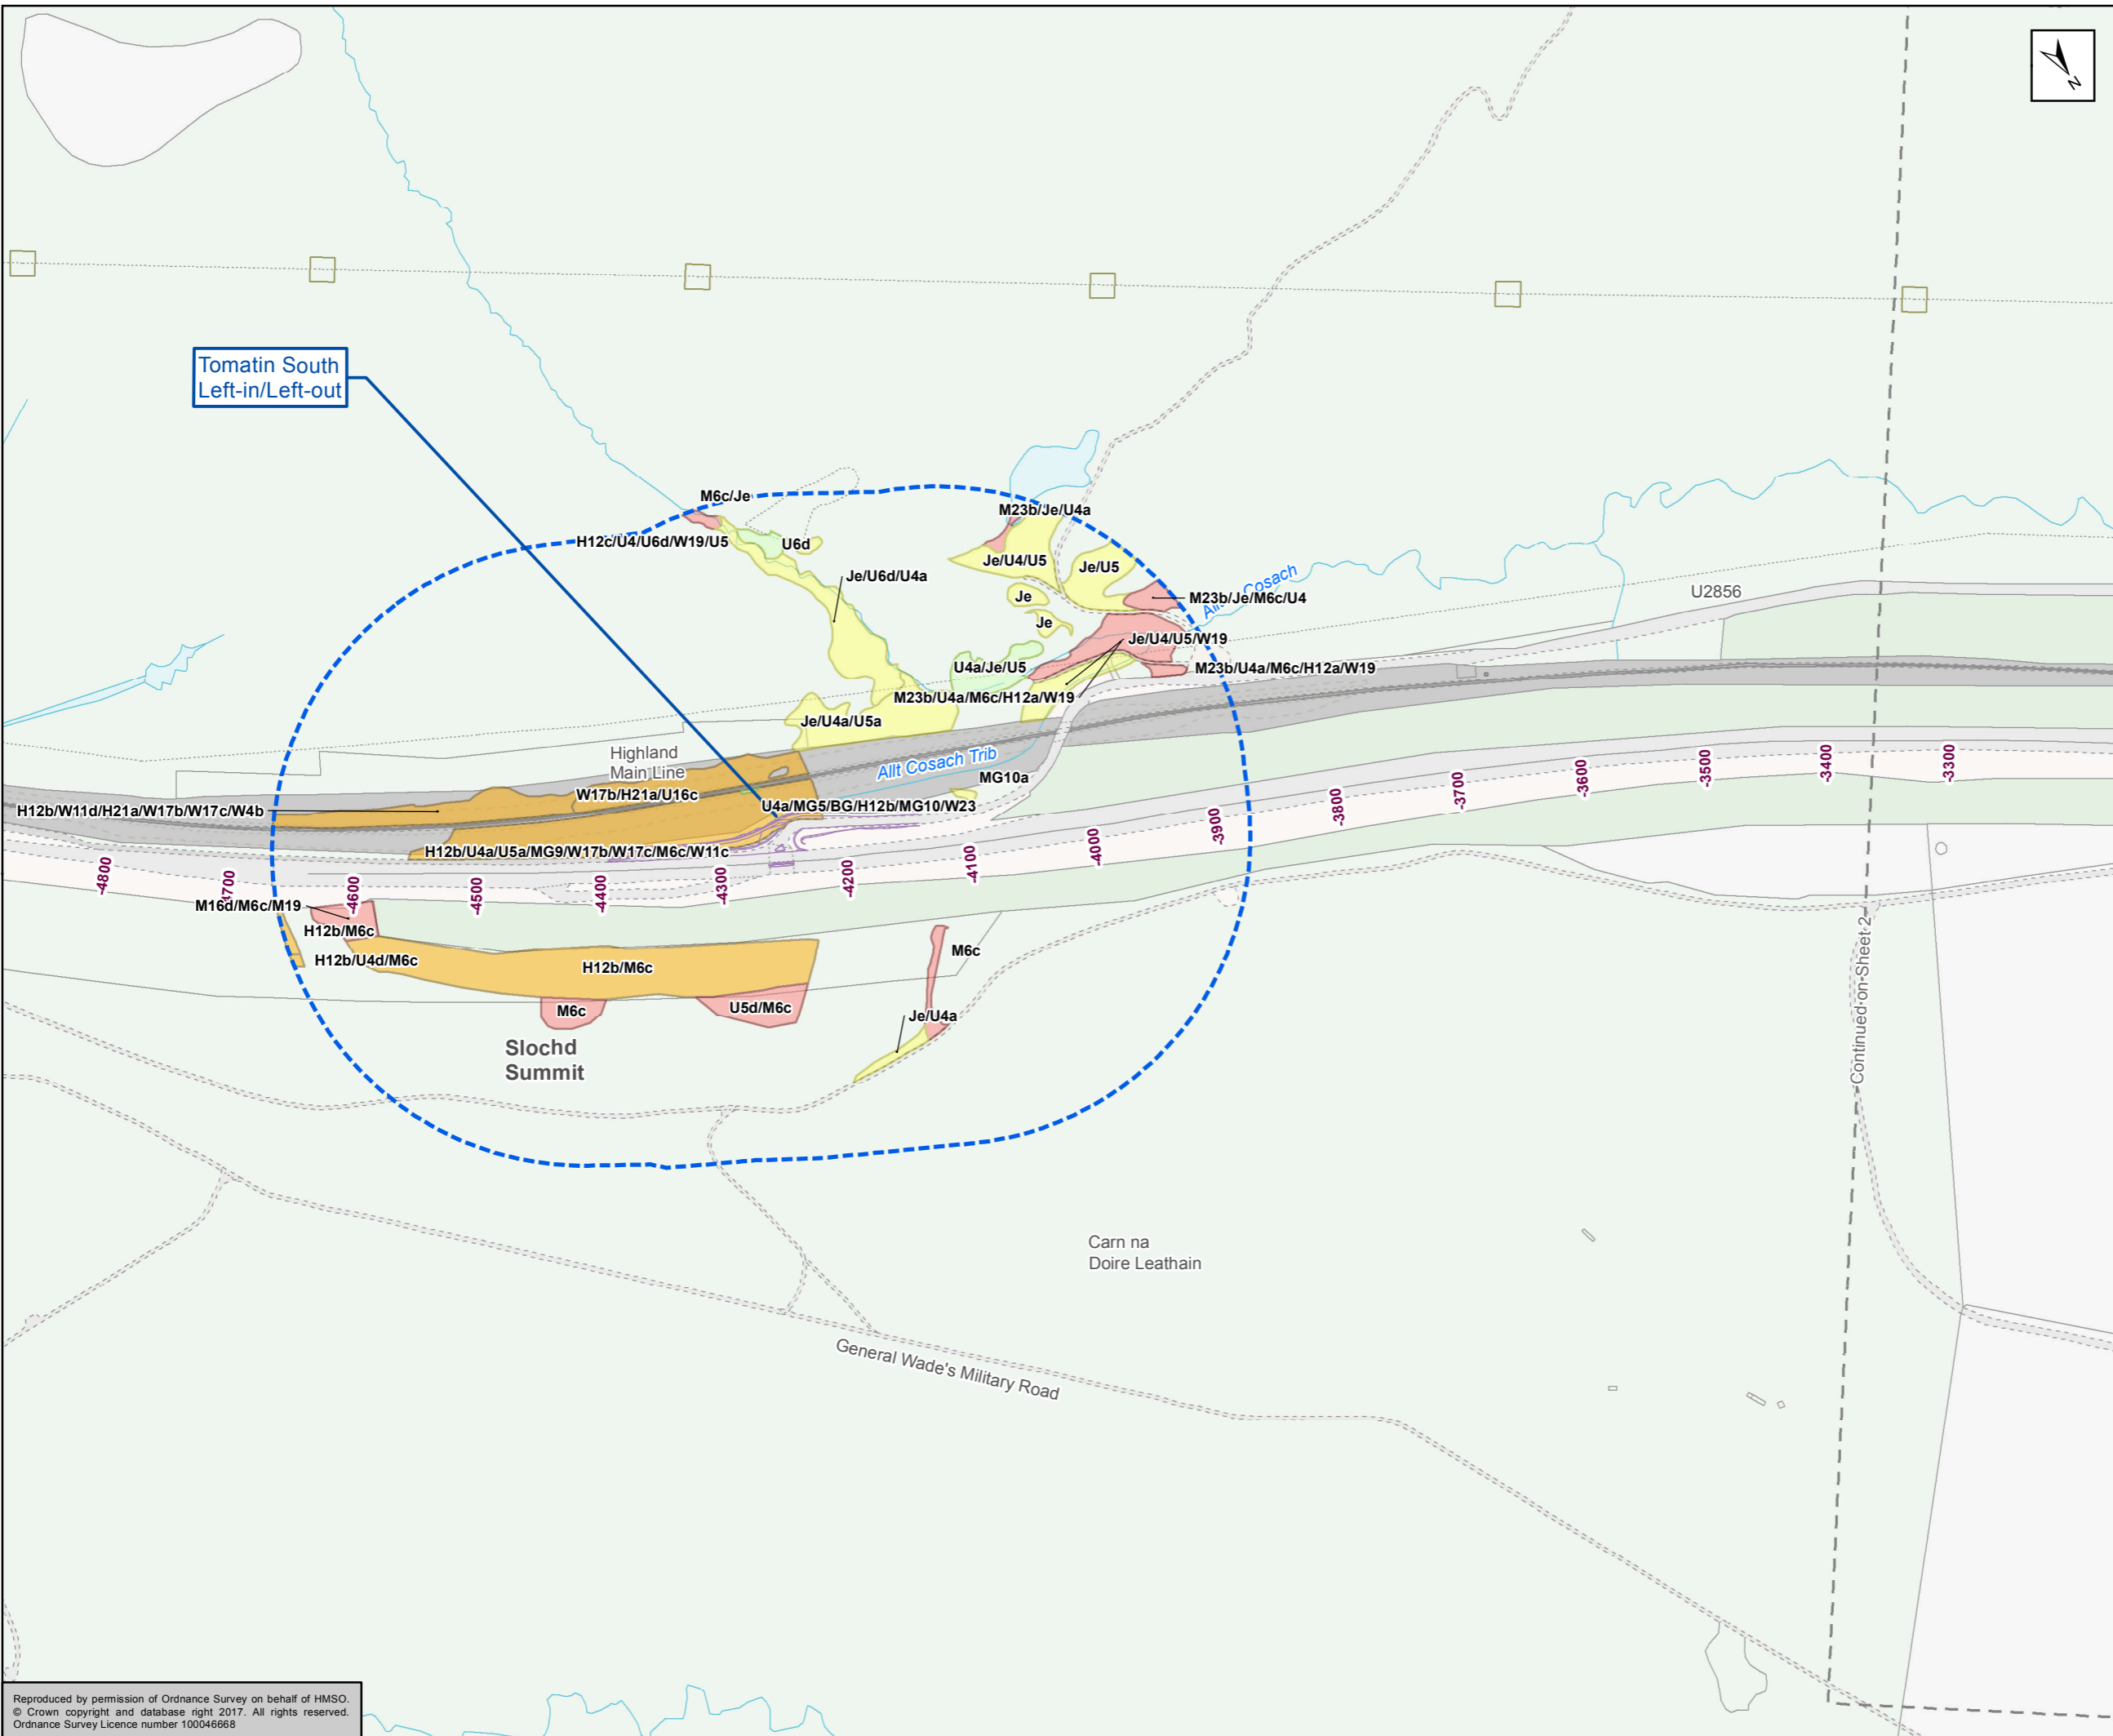 N
Tomatin South
Left-in/Left-out
M6c/Je
M23b/Je/U4a
H12c/U4/U6d/W19/U5
U6d
Je/U4/U5
Je/U5
Je/U6d/U4a
Je
M23b/Je/M6c/U4
Allt Cosach
U2856
Je
Je/U4/U5/W19
U4a/Je/U5
M23b/U4a/M6c/H12a/W19
M23b/U4a/M6c/H12a/W19
Je/U4a/U5a
Highland
Main Line
Allt Cosach Trib
MG10a
W17b/H21a/U16c
U4a/MG5/BG/H12b/MG10/W23
H12b/W11d/H21a/W17b/W17c/W4b
H12b/U4a/U5a/MG9/W17b/W17c/M6c/W11c
-4800
-4700
-4600
-4500
-4400
-4300
-4200
-4100
-4000
-3900
-3800
-3700
-3600
-3500
-3400
-3300
M16d/M6c/M19
H12b/M6c
H12b/U4d/M6c
H12b/M6c
M6c
M6c
U5d/M6c
Je/U4a
Slochd
Summit
Continued on Sheet 2
Carn na
Doire Leathain
General Wade's Military Road
Reproduced by permission of Ordnance Survey on behalf of HMSO.
© Crown copyright and database right 2017. All rights reserved.
Ordnance Survey Licence number 100046668